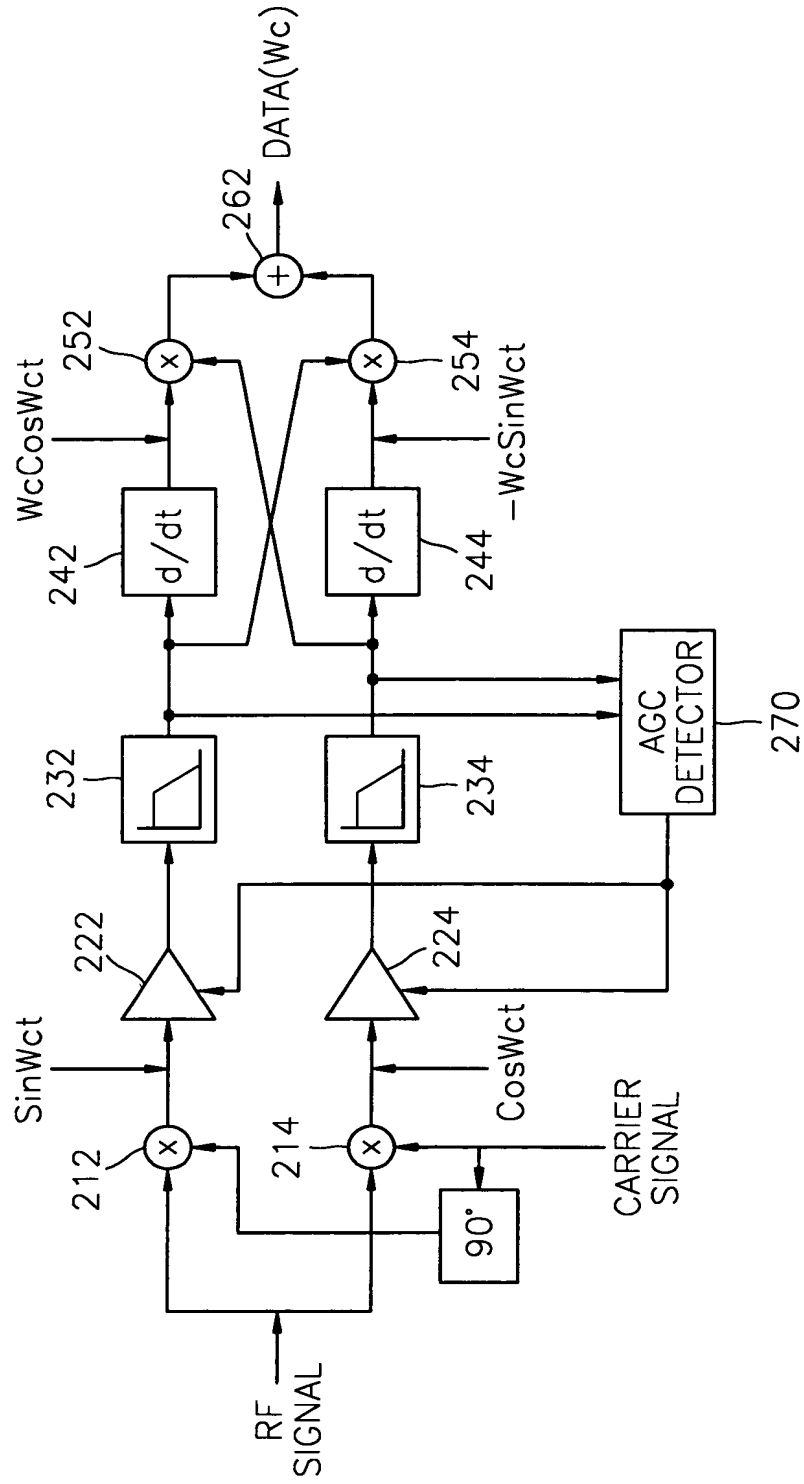 RF
SIGNAL
212
SinWct
222
232
242
d/dt
WcCosWct
252
262
DATA(Wc)
214
224
234
244
d/dt
254
-WcSinWct
CosWct
90°
CARRIER
SIGNAL
AGC
DETECTOR
270
X
X
X
X
+